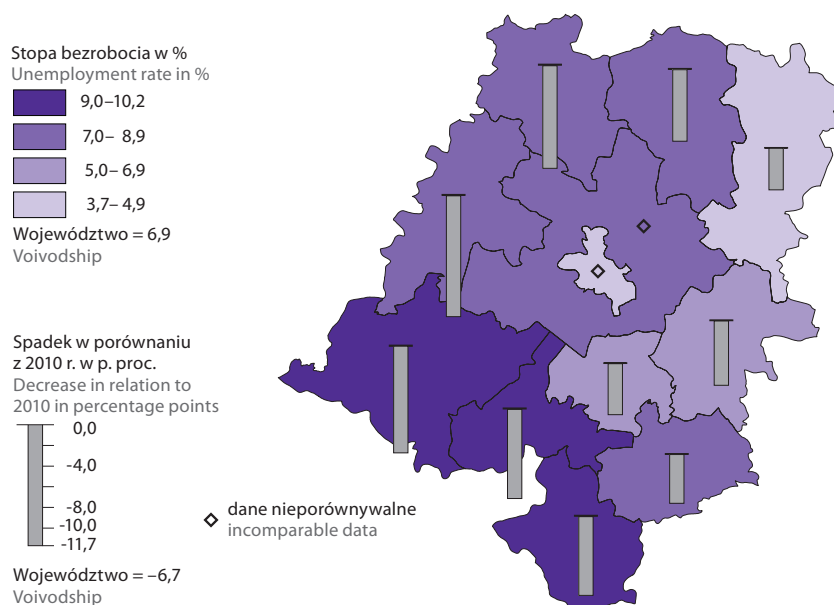 Stopa bezrobocia w %
Unemployment rate in %
9,0–10,2
7,0– 8,9
5,0– 6,9
3,7– 4,9
Województwo = 6,9
Voivodship
Spadek w porównaniu
z 2010 r. w p. proc.
Decrease in relation to
2010 in percentage points
0,0
-4,0
-8,0
-10,0
-11,7
Województwo = –6,7
Voivodship
dane nieporównywalne
incomparable data